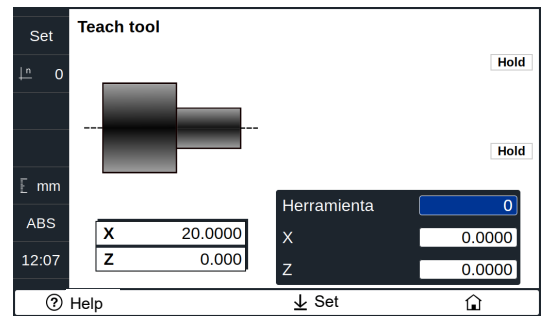 Teach tool
Set
n 0
Hold
Hold
mm
ABS
12:07
X 20.0000
Z 0.000
Herramienta 0
X 0.0000
Z 0.0000
? Help
Set